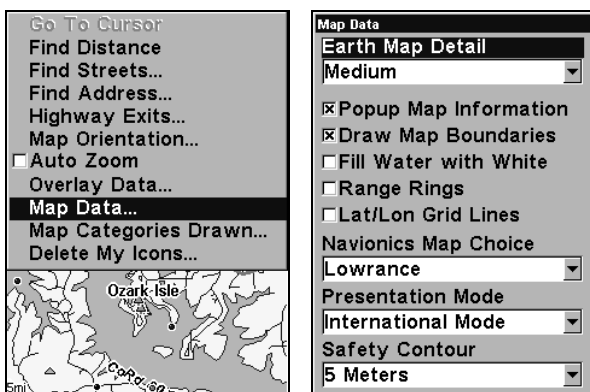 Go To Cursor
Find Distance
Find Streets...
Find Address...
Highway Exits...
Map Orientation...
Auto Zoom
Overlay Data...
Map Data...
Map Categories Drawn...
Delete My Icons...
Ozark-Isle
5mi
Map Data
Earth Map Detail
Medium
Popup Map Information
Draw Map Boundaries
Fill Water with White
Range Rings
Lat/Lon Grid Lines
Navionics Map Choice
Lowrance
Presentation Mode
International Mode
Safety Contour
5 Meters